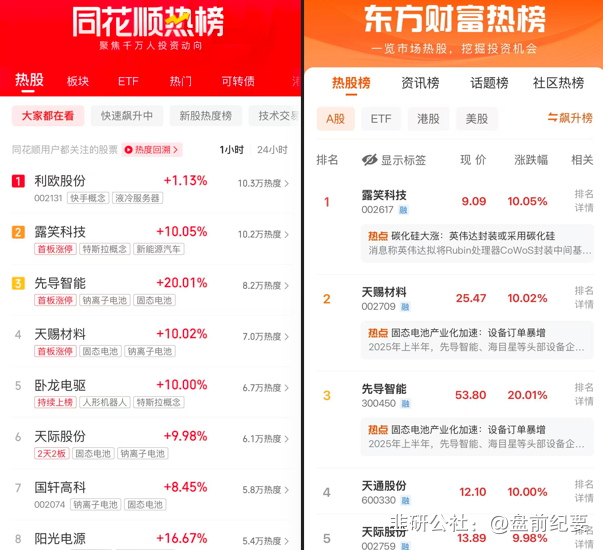 同花顺热榜
聚焦千万人投资动向
热股 板块 ETF 热门 可转债
大家都在看 快速飙升中 新股热度榜 技术交易
同花顺用户都关注的股票 热度回溯 > 1小时 24小时
1 利欧股份 +1.13% 10.3万热度 >
002131 快手概念 液冷服务器
2 露笑科技 +10.05% 10.2万热度 >
首板涨停 特斯拉概念 新能源汽车
3 先导智能 +20.01% 8.2万热度 >
首板涨停 钠离子电池 固态电池
4 天赐材料 +10.02% 7.0万热度 >
首板涨停 固态电池 钠离子电池
5 卧龙电驱 +10.00% 6.7万热度 >
持续上榜 人形机器人 特斯拉概念
6 天际股份 +9.98% 6.1万热度 >
2天2板 固态电池 钠离子电池
7 国轩高科 +8.45% 5.8万热度 >
002074 钠离子电池 固态电池
8 阳光电源 +16.67% 5.4万热度 >
东方财富热榜
一览市场热股，挖掘投资机会
热股榜 资讯榜 话题榜 社区热榜
A股 ETF 港股 美股 飙升榜
排名 显示标签 现价 涨跌幅 相关
1 露笑科技 9.09 10.05% 排名
002617 融 详情
热点 碳化硅大涨：英伟达封装或采用碳化硅
消息称英伟达拟将Rubin处理器CoWoS封装中间基...
2 天赐材料 25.47 10.02% 排名
002709 融 详情
热点 固态电池产业化加速：设备订单暴增
2025年上半年，先导智能、海目星等头部设备企...
3 先导智能 53.80 20.01% 排名
300450 融 详情
热点 固态电池产业化加速：设备订单暴增
2025年上半年，先导智能、海目星等头部设备企...
4 天通股份 12.10 10.00% 排名
600330 融 详情
韭研公社：@盘前纪要
5 天际股份 13.89 9.98% 排名
002759 融 详情